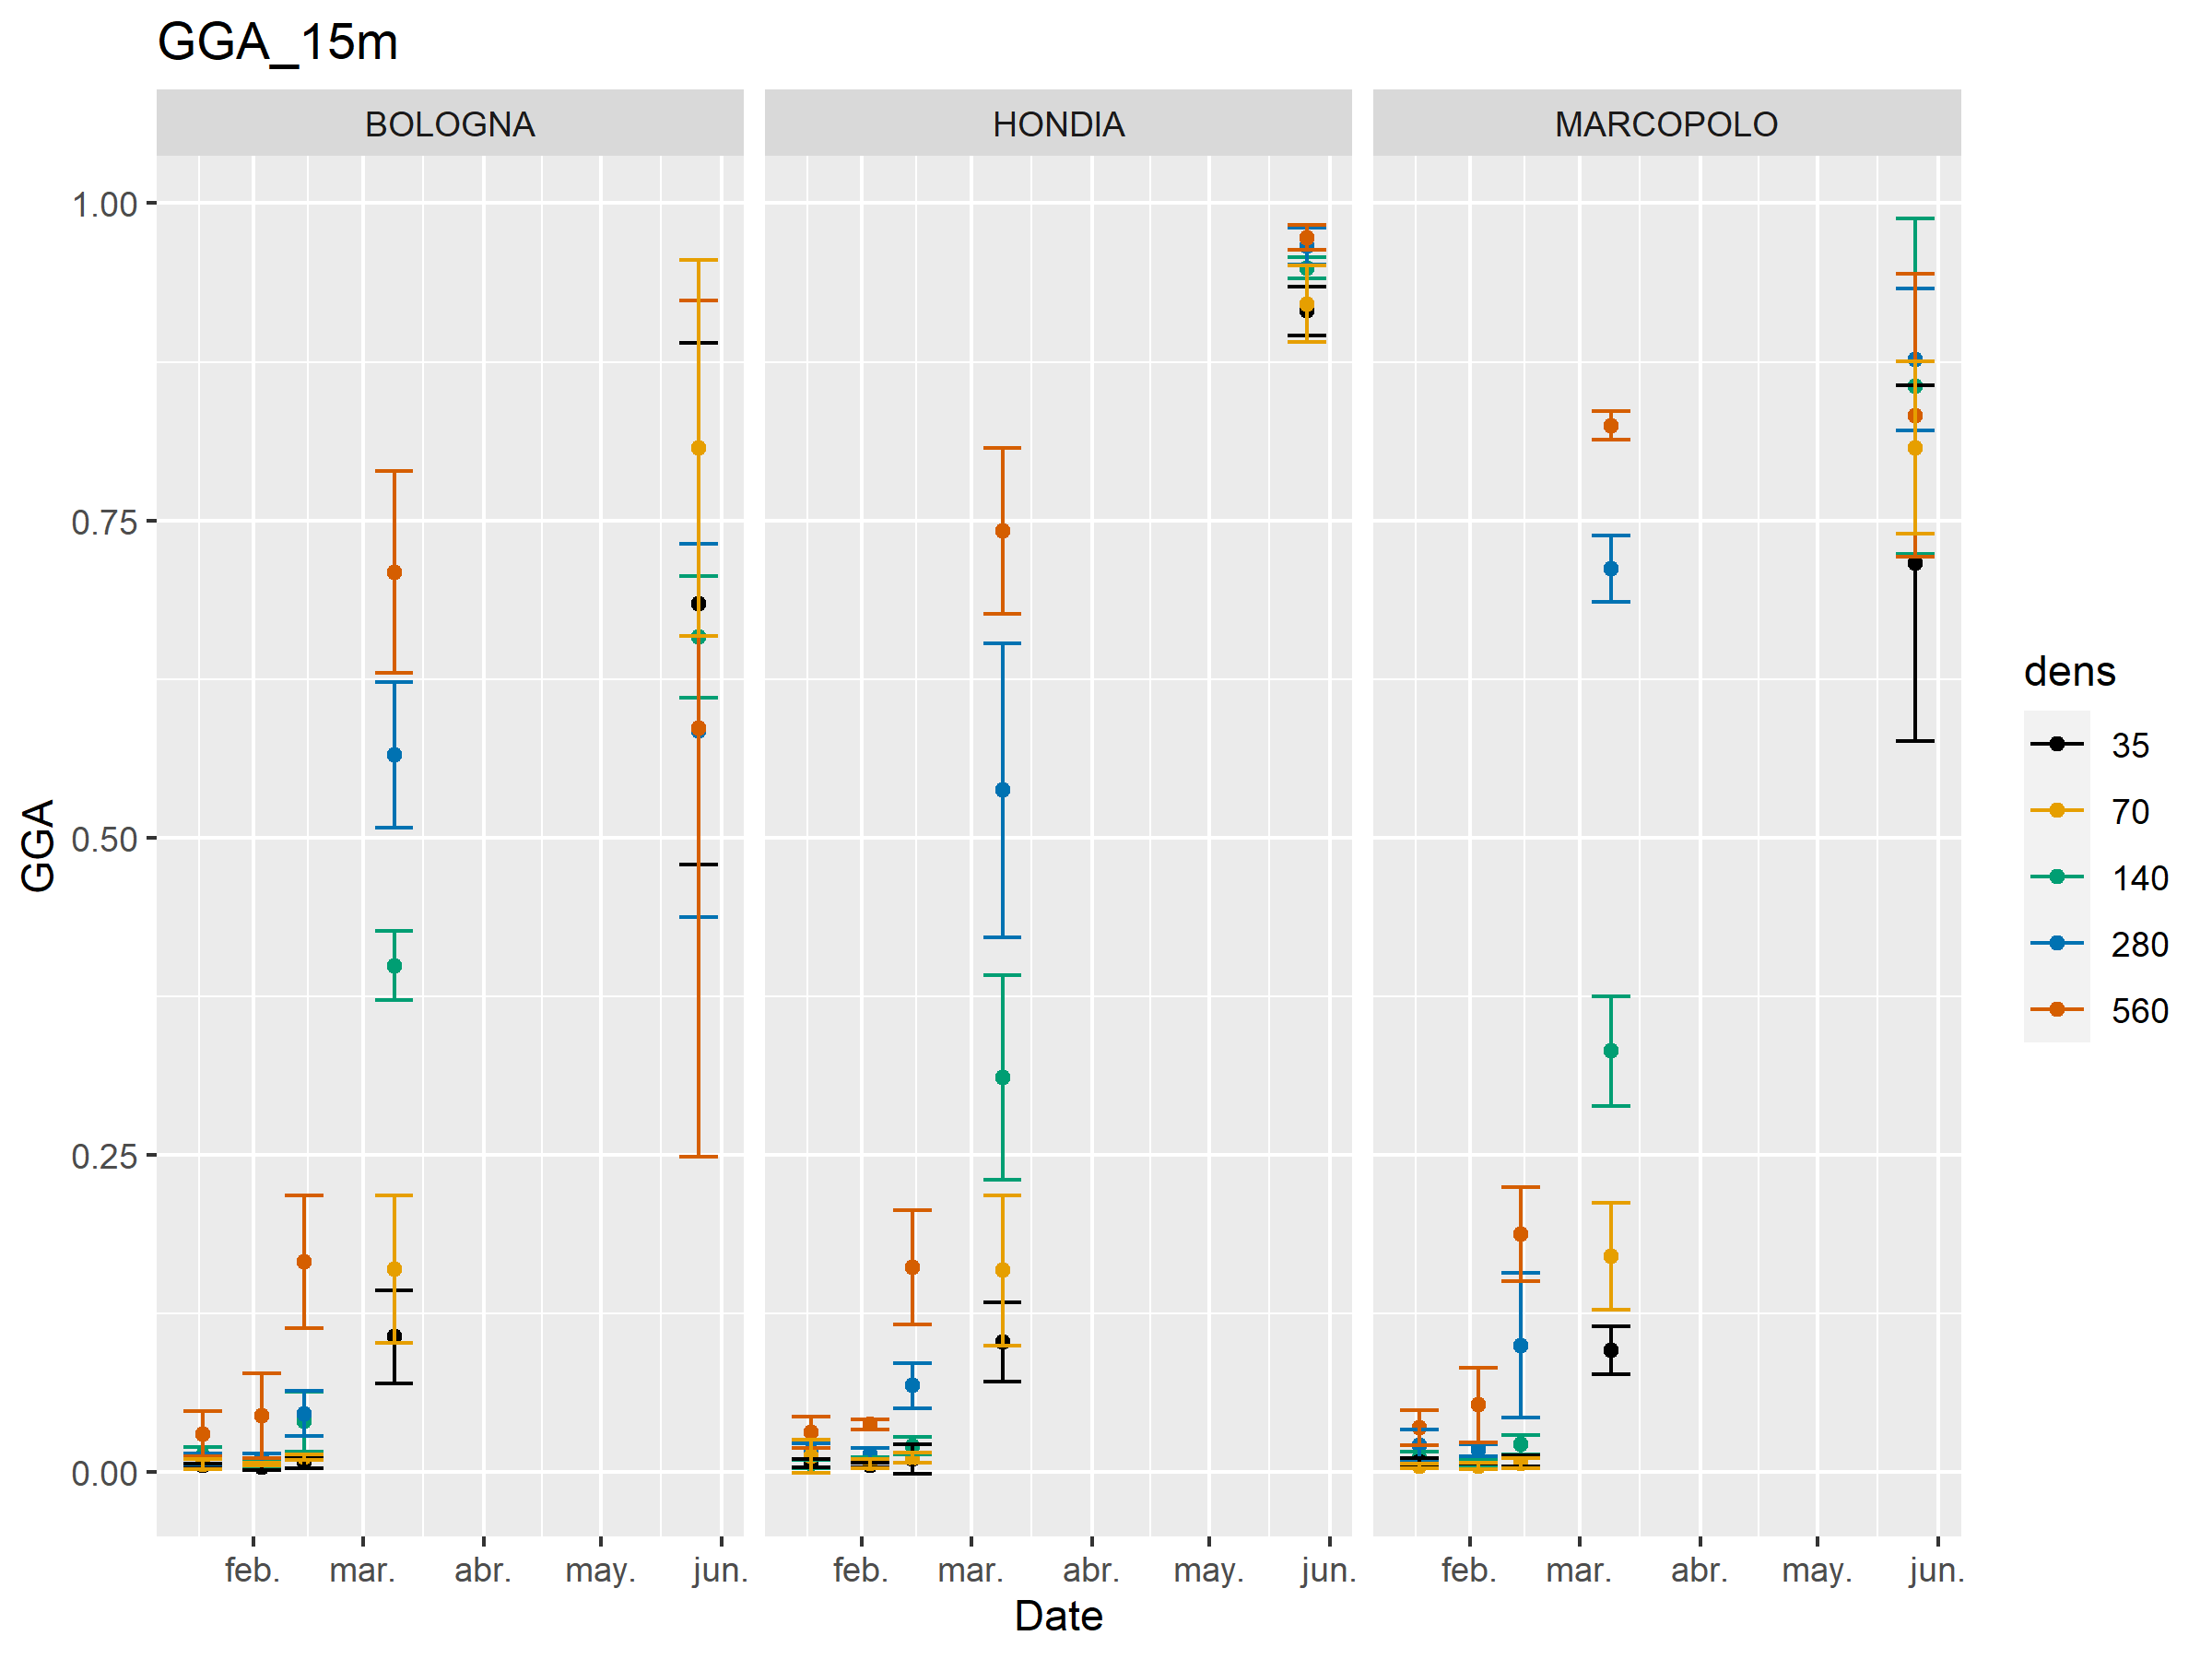 GGA_15m
BOLOGNA HONDIA MARCOPOLO
1.00
0.75
0.50
0.25
0.00
GGA
feb. mar. abr. may. jun. feb. mar. abr. may. jun. feb. mar. abr. may. jun.
Date
dens
35
70
140
280
560